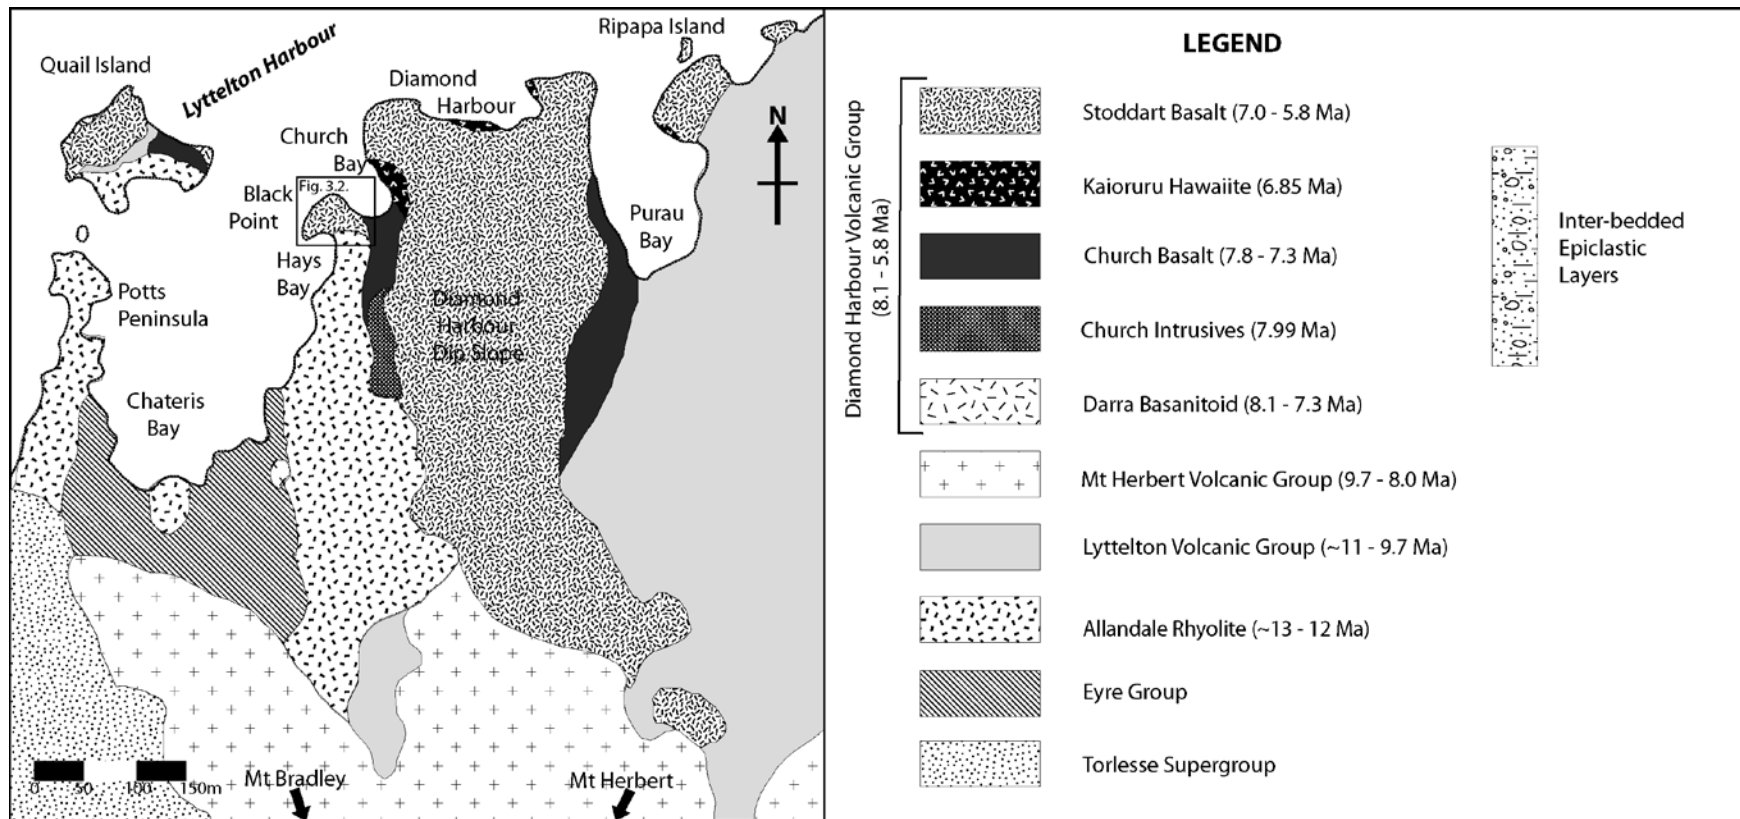 Ripapa Island
Quail Island
Lyttelton Harbour
Diamond
Harbour
Church
Bay
Fig. 3.2.
Black
Point
N
Purau
Bay
Hays
Bay
Potts
Peninsula
Diamond
Harbour
Dip Slope
Chateris
Bay
Mt Bradley
Mt Herbert
0 50 100 150m
LEGEND
Diamond Harbour Volcanic Group
(8.1 - 5.8 Ma)
Stoddart Basalt (7.0 - 5.8 Ma)
Kaioruru Hawaiite (6.85 Ma)
Church Basalt (7.8 - 7.3 Ma)
Church Intrusives (7.99 Ma)
Darra Basanitoid (8.1 - 7.3 Ma)
Mt Herbert Volcanic Group (9.7 - 8.0 Ma)
Lyttelton Volcanic Group (~11 - 9.7 Ma)
Allandale Rhyolite (~13 - 12 Ma)
Eyre Group
Torlesse Supergroup
Inter-bedded
Epiclastic
Layers